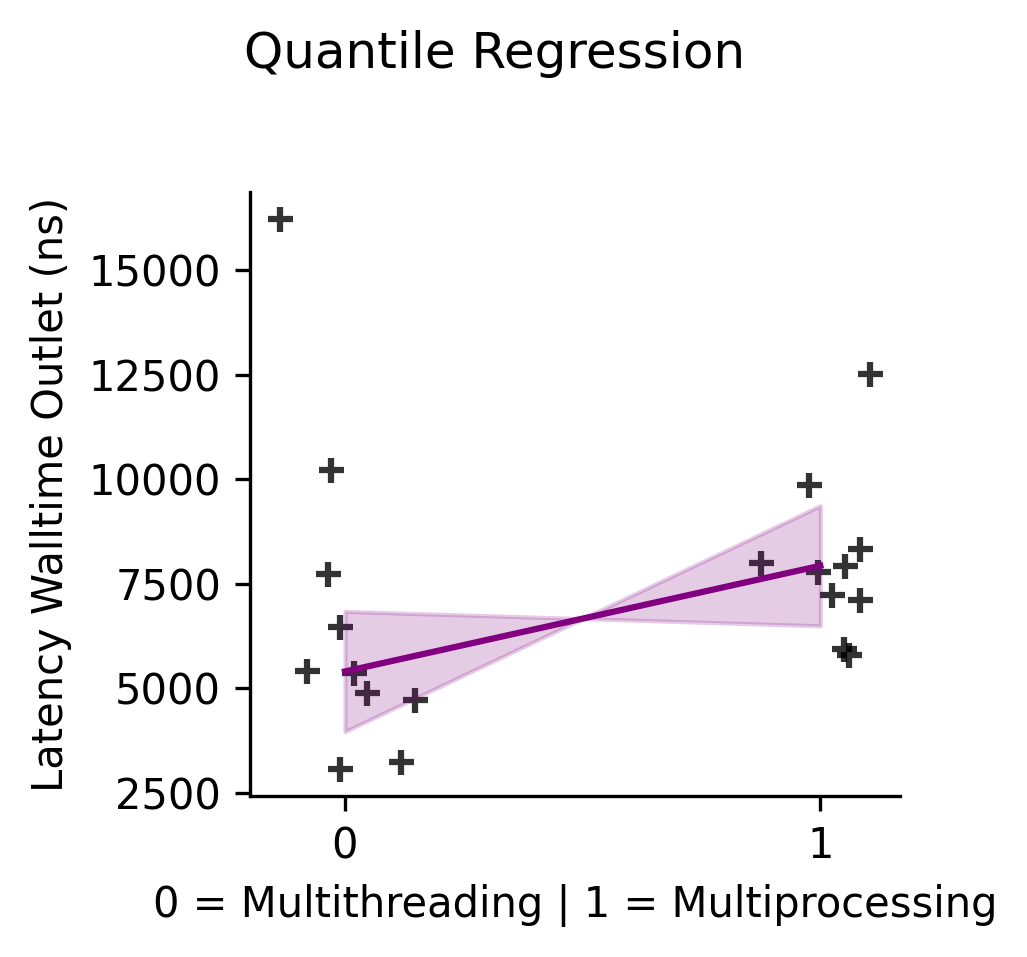 Quantile Regression
Latency Walltime Outlet (ns)
15000
12500
10000
7500
5000
2500
0 1
0 = Multithreading | 1 = Multiprocessing